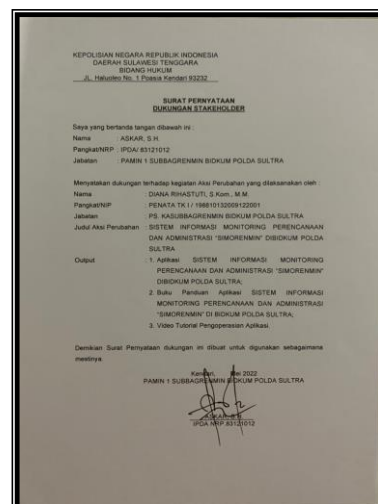 KEPOLISIAN NEGARA REPUBLIK INDONESIA
DAERAH SULAWESI TENGGARA
BIDANG HUKUM
JL. Haluoleo No. 1 Poasia Kendari 93232
SURAT PERNYATAAN
DUKUNGAN STAKEHOLDER
Saya yang bertanda tangan dibawah ini :
Nama : ASKAR, S.H.
Pangkat/NRP : IPDA/ 83121012
Jabatan : PAMIN 1 SUBBAGRENMIN BIDKUM POLDA SULTRA
Menyatakan dukungan terhadap kegiatan Aksi Perubahan yang dilaksanakan oleh :
Nama : DIANA RIHASTUTI, S.Kom., M.M.
Pangkat/NIP : PENATA TK I / 198810132009122001
Jabatan : PS. KASUBBAGRENMIN BIDKUM POLDA SULTRA
Judul Aksi Perubahan : SISTEM INFORMASI MONITORING PERENCANAAN
DAN ADMINISTRASI “SIMORENMIN” DIBIDKUM POLDA
SULTRA
Output : 1. Aplikasi SISTEM INFORMASI MONITORING
PERENCANAAN DAN ADMINISTRASI “SIMORENMIN”
DIBIDKUM POLDA SULTRA;
2. Buku Panduan Aplikasi SISTEM INFORMASI
MONITORING PERENCANAAN DAN ADMINISTRASI
“SIMORENMIN” DI BIDKUM POLDA SULTRA;
3. Video Tutorial Pengoperasian Aplikasi.
Demikian Surat Pernyataan dukungan ini dibuat untuk digunakan sebagaimana
mestinya.
Kendari, Mei 2022
PAMIN 1 SUBBAGRENMIN BIDKUM POLDA SULTRA
ASKAR, S.H.
IPDA NRP 83121012